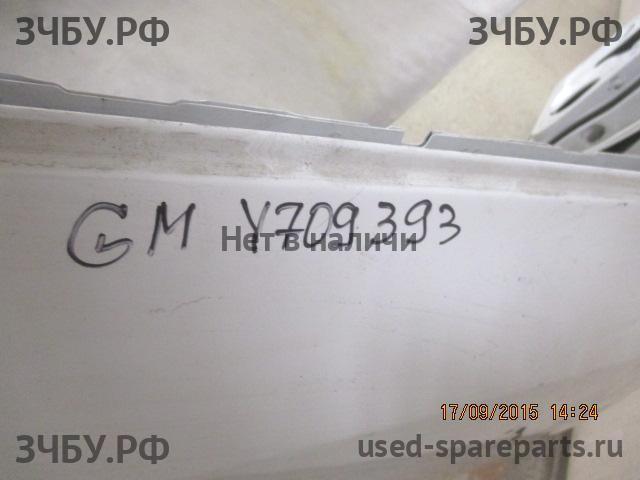 ЗЧБУ.РФ ЗЧБУ.РФ
GM Y709393
Нет в наличи
17/09/2015 14:24
ЗЧБУ.РФ used-spareparts.ru